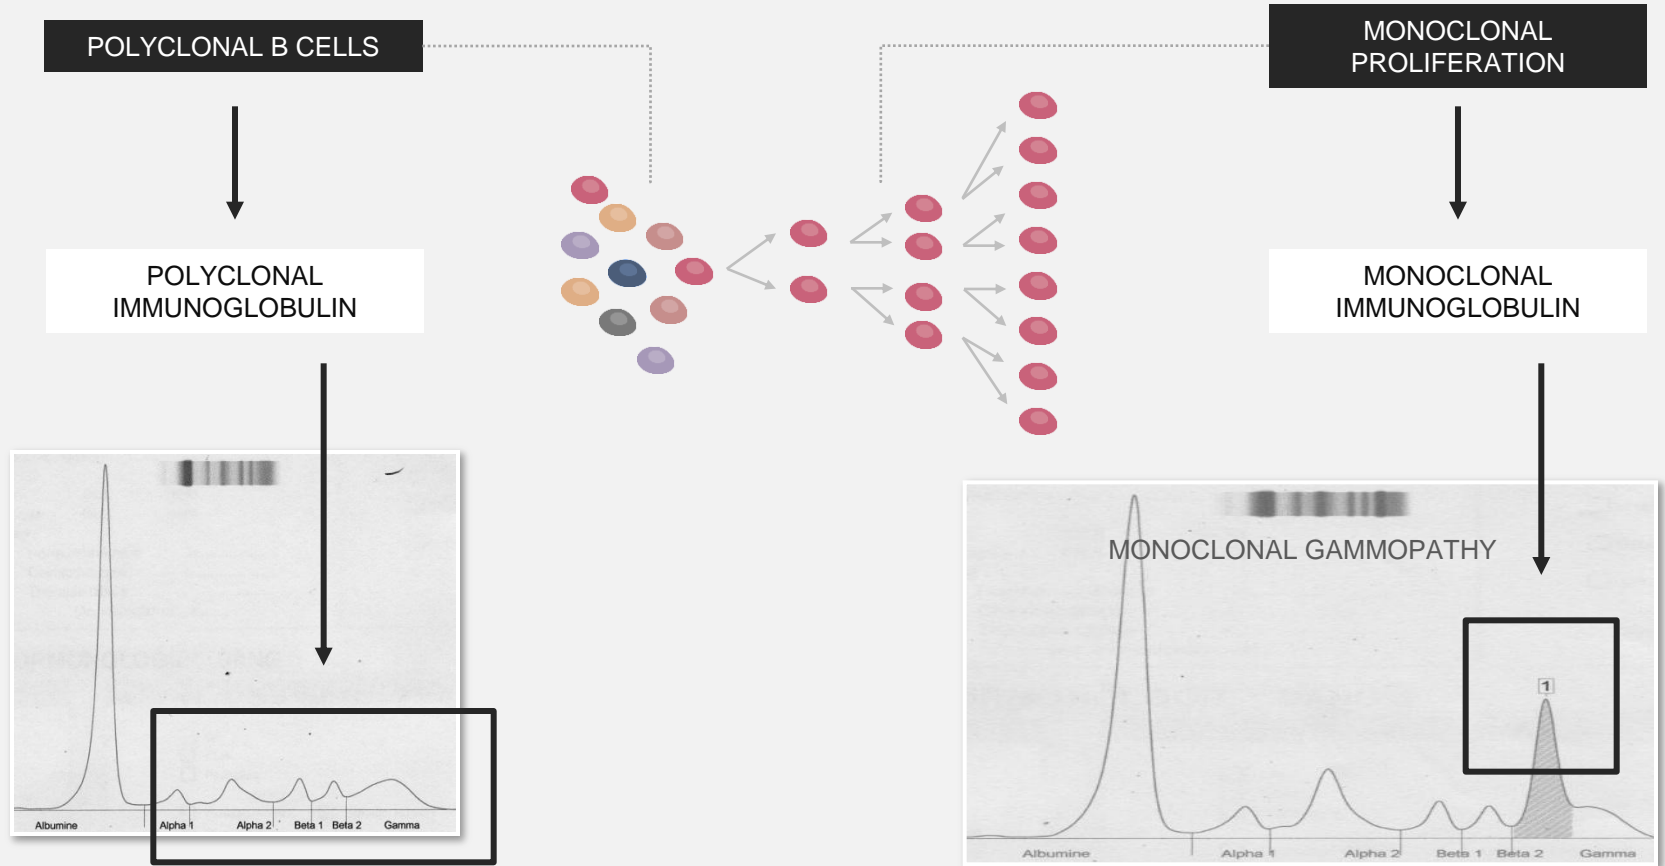 POLYCLONAL B CELLS
MONOCLONAL
PROLIFERATION
POLYCLONAL
IMMUNOGLOBULIN
MONOCLONAL
IMMUNOGLOBULIN
MONOCLONAL GAMMOPATHY
1
Albumine Alpha 1 Alpha 2 Beta 1 Beta 2 Gamma
Albumine Alpha 1 Alpha 2 Beta 1 Beta 2 Gamma